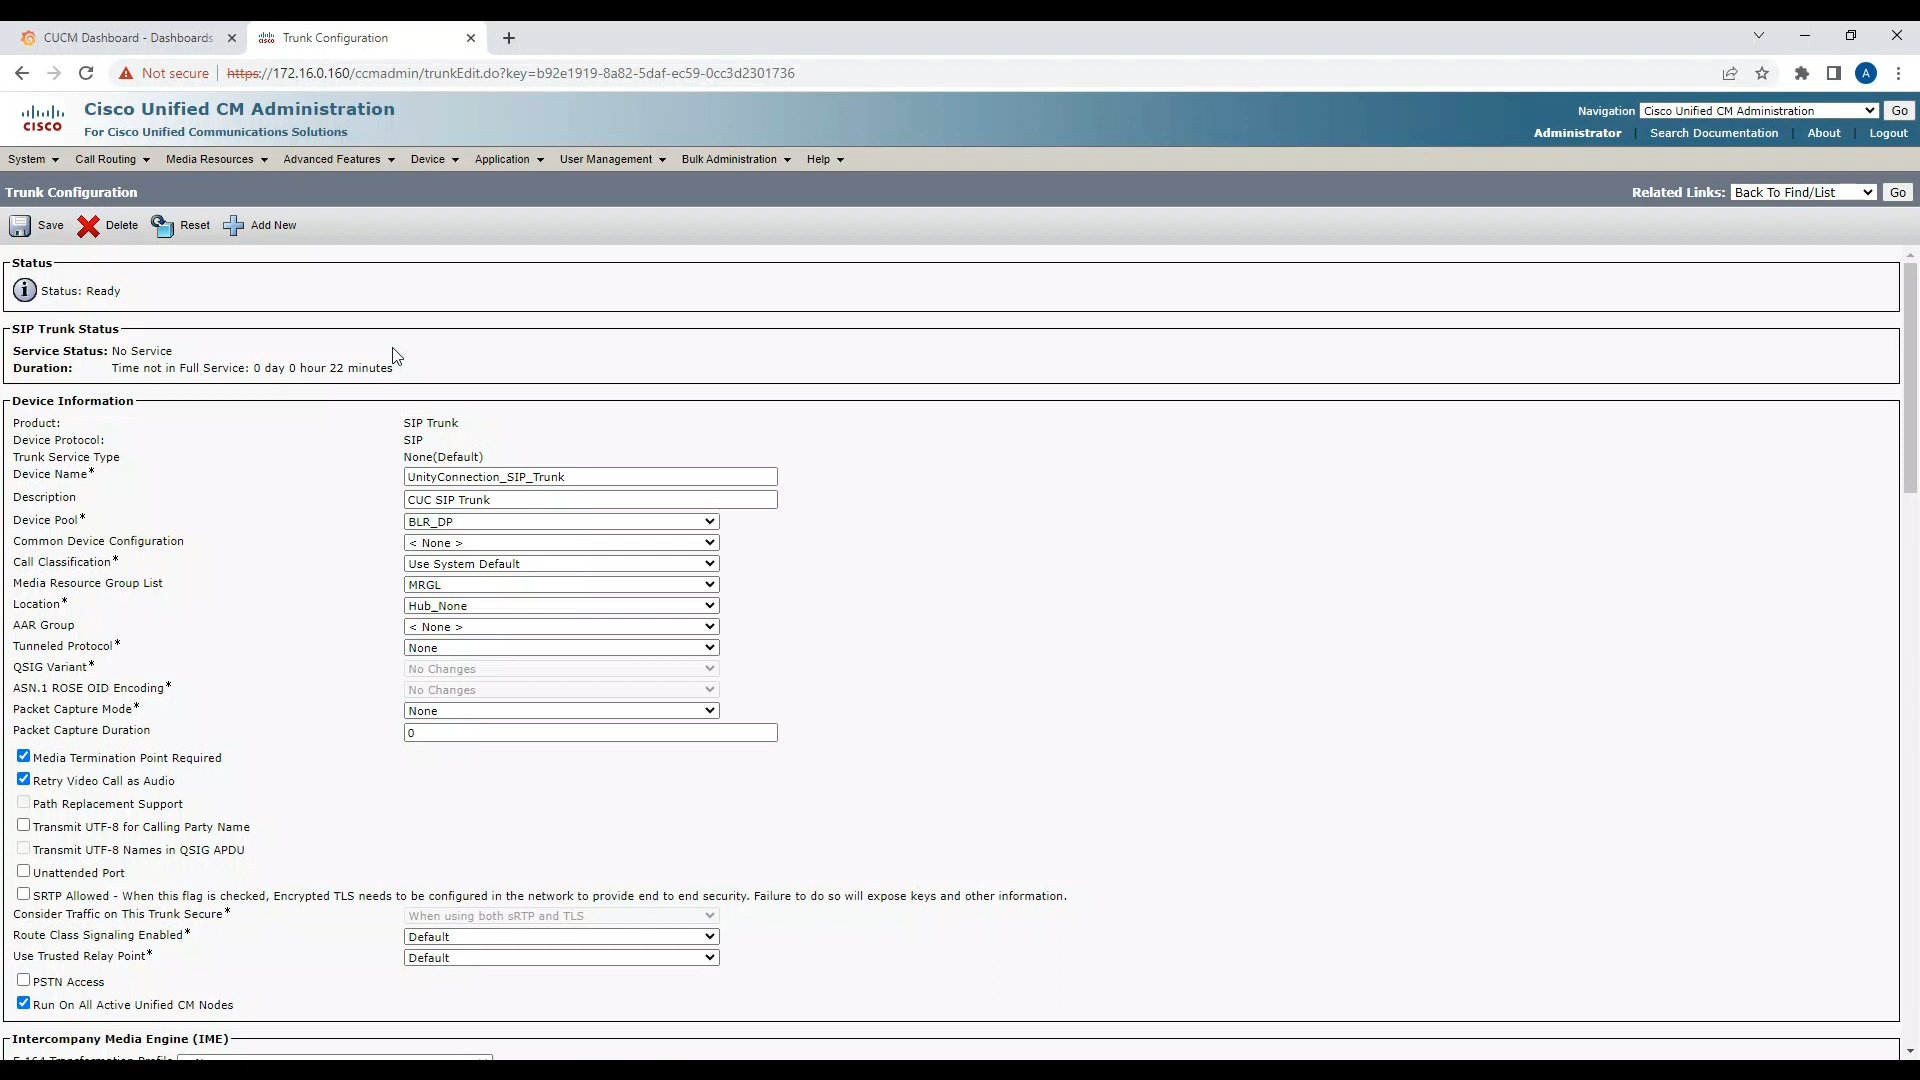 CUCM Dashboard - Dashboards
Trunk Configuration
Not secure
https://172.16.0.160/ccmadmin/trunkEdit.do?key=b92e1919-8a82-5daf-ec59-0cc3d2301736
A
CISCO
Cisco Unified CM Administration
For Cisco Unified Communications Solutions
Navigation Cisco Unified CM Administration Go
Administrator | Search Documentation | About | Logout
System Call Routing Media Resources Advanced Features Device Application User Management Bulk Administration Help
Trunk Configuration
Related Links: Back To Find/List Go
Save Delete Reset Add New
Status
Status: Ready
SIP Trunk Status
Service Status: No Service
Duration: Time not in Full Service: 0 day 0 hour 22 minutes
Device Information
Product: SIP Trunk
Device Protocol: SIP
Trunk Service Type None(Default)
Device Name* UnityConnection_SIP_Trunk
Description CUC SIP Trunk
Device Pool* BLR_DP
Common Device Configuration < None >
Call Classification* Use System Default
Media Resource Group List MRGL
Location* Hub_None
AAR Group < None >
Tunneled Protocol* None
QSIG Variant* No Changes
ASN.1 ROSE OID Encoding* No Changes
Packet Capture Mode* None
Packet Capture Duration 0
Media Termination Point Required
Retry Video Call as Audio
Path Replacement Support
Transmit UTF-8 for Calling Party Name
Transmit UTF-8 Names in QSIG APDU
Unattended Port
SRTP Allowed - When this flag is checked, Encrypted TLS needs to be configured in the network to provide end to end security. Failure to do so will expose keys and other information.
Consider Traffic on This Trunk Secure* When using both sRTP and TLS
Route Class Signaling Enabled* Default
Use Trusted Relay Point* Default
PSTN Access
Run On All Active Unified CM Nodes
Intercompany Media Engine (IME)
E.164 Transformation Profile